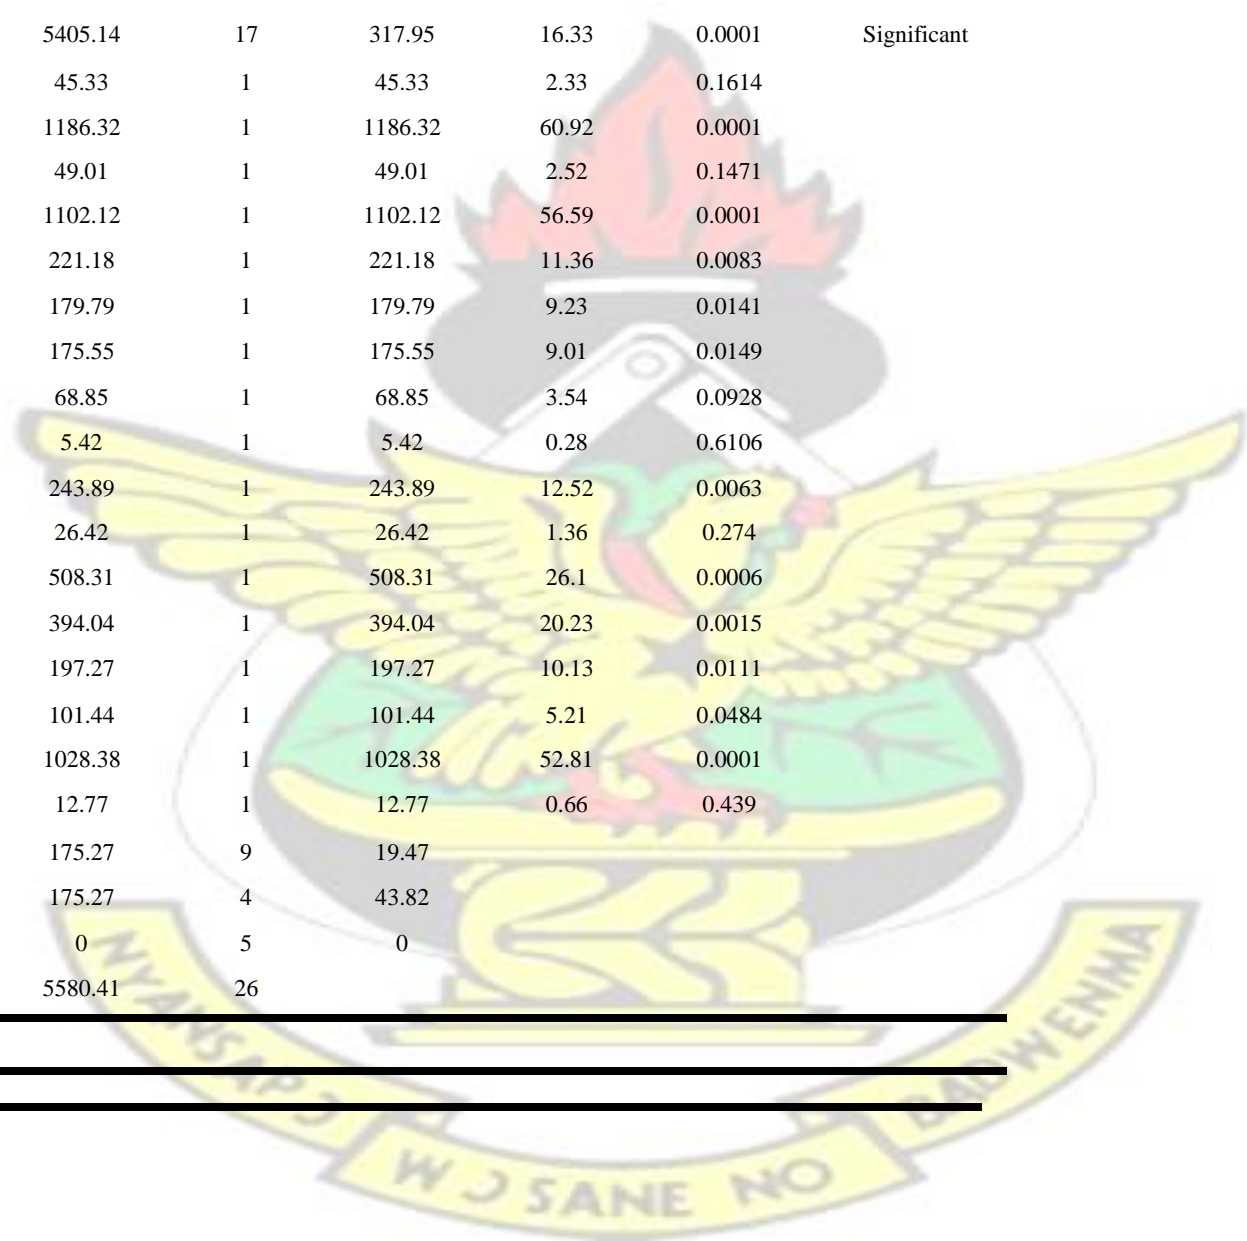 5405.14 17 317.95 16.33 0.0001 Significant
45.33 1 45.33 2.33 0.1614
1186.32 1 1186.32 60.92 0.0001
49.01 1 49.01 2.52 0.1471
1102.12 1 1102.12 56.59 0.0001
221.18 1 221.18 11.36 0.0083
179.79 1 179.79 9.23 0.0141
175.55 1 175.55 9.01 0.0149
68.85 1 68.85 3.54 0.0928
5.42 1 5.42 0.28 0.6106
243.89 1 243.89 12.52 0.0063
26.42 1 26.42 1.36 0.274
508.31 1 508.31 26.1 0.0006
394.04 1 394.04 20.23 0.0015
197.27 1 197.27 10.13 0.0111
101.44 1 101.44 5.21 0.0484
1028.38 1 1028.38 52.81 0.0001
12.77 1 12.77 0.66 0.439
175.27 9 19.47
175.27 4 43.82
0 5 0
5580.41 26
NYANSAPƆ
WƆ SANE NO
BADWENMA